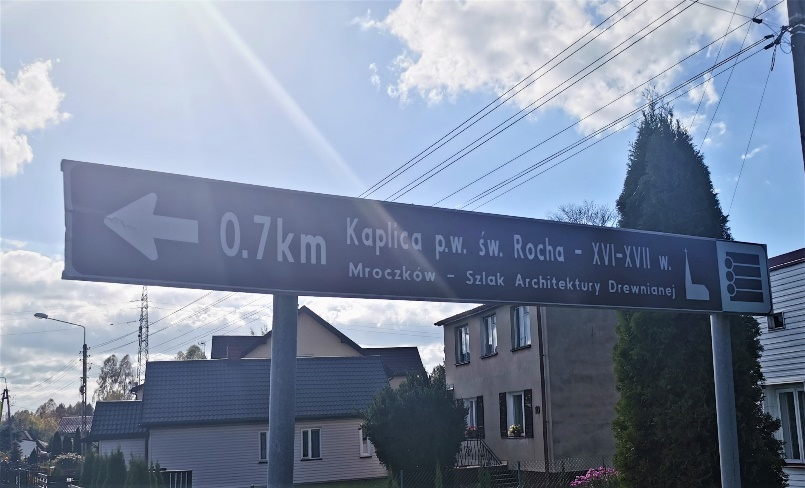 0.7km
Kaplica p.w. św. Rocha - XVI-XVII w.
Mroczków - Szlak Architektury Drewnianej